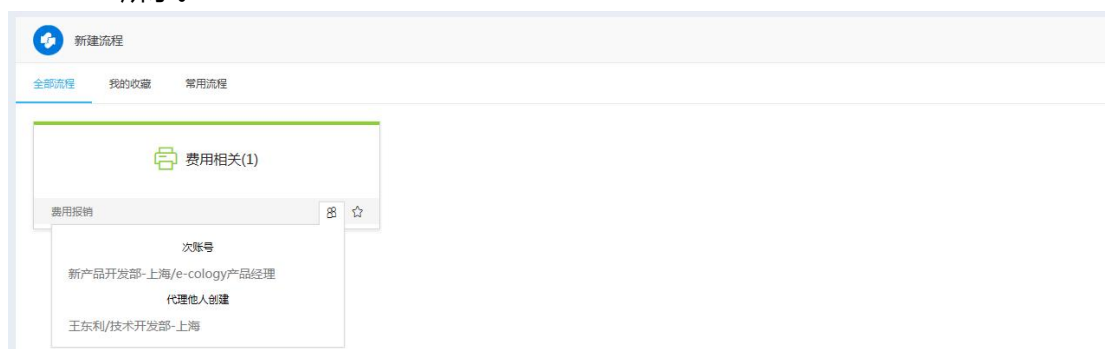 新建流程
全部流程 我的收藏 常用流程
费用相关(1)
费用报销
次账号
新产品开发部-上海/e-cology产品经理
代理他人创建
王东利/技术开发部-上海